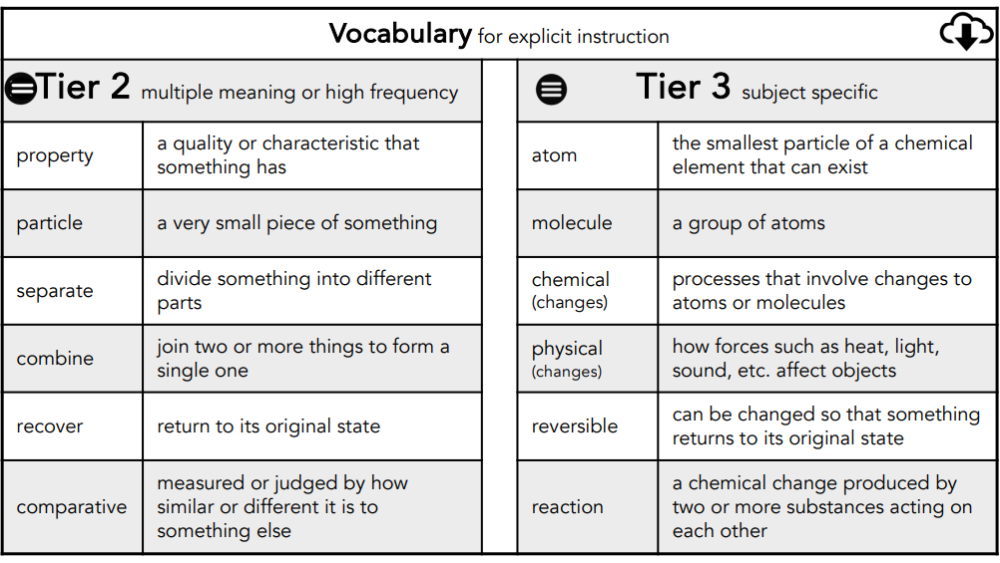 Vocabulary for explicit instruction
Tier 2 multiple meaning or high frequency
property
a quality or characteristic that
something has
particle
a very small piece of something
separate
divide something into different
parts
combine
join two or more things to form a
single one
recover
return to its original state
comparative
measured or judged by how
similar or different it is to
something else
Tier 3 subject specific
atom
the smallest particle of a chemical
element that can exist
molecule
a group of atoms
chemical
(changes)
processes that involve changes to
atoms or molecules
physical
(changes)
how forces such as heat, light,
sound, etc. affect objects
reversible
can be changed so that something
returns to its original state
reaction
a chemical change produced by
two or more substances acting on
each other